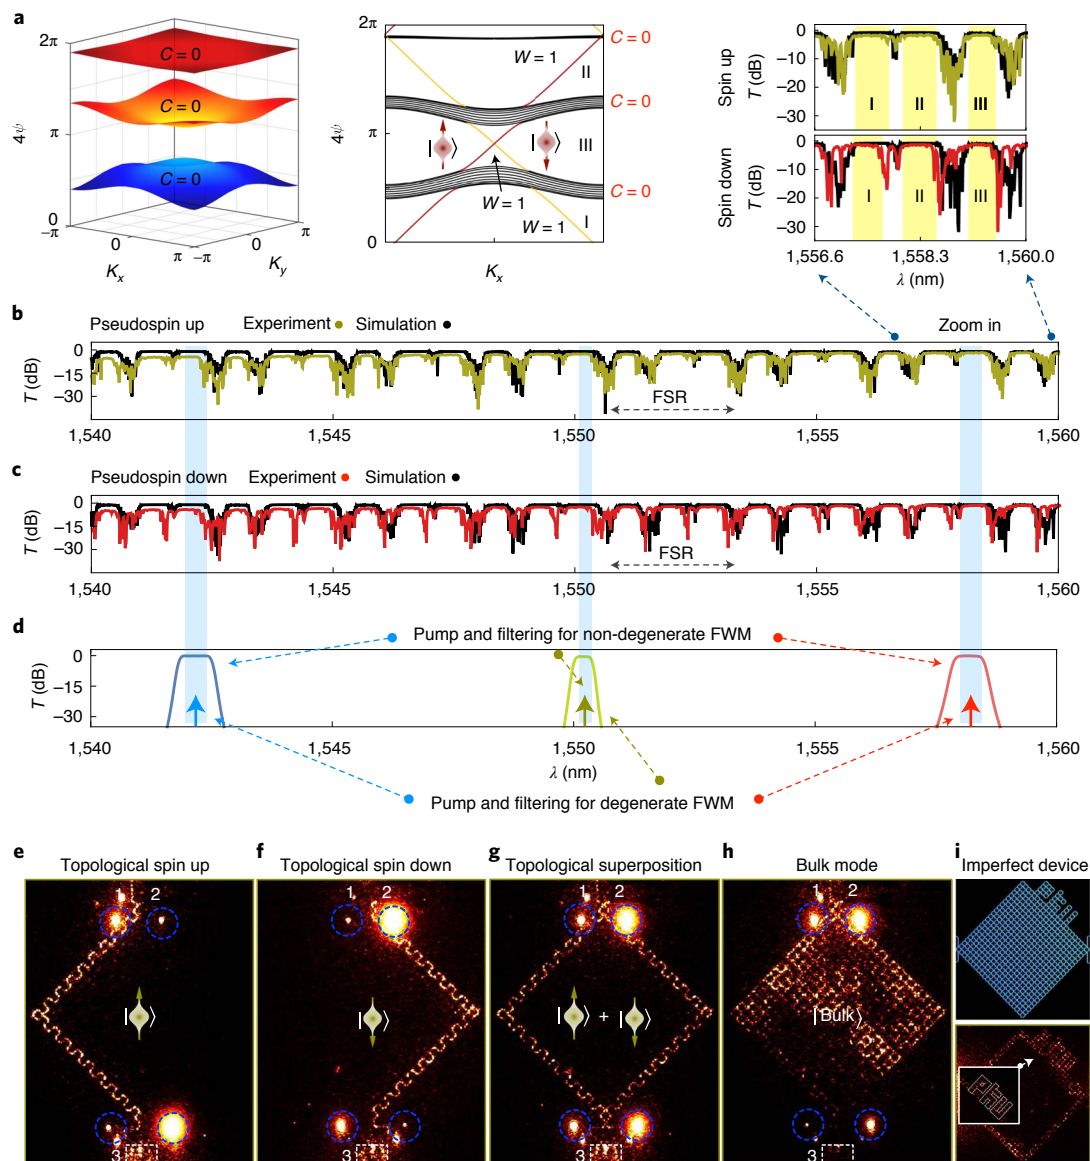 a
2π
C = 0
C = 0
π
4ψ
C = 0
0
−π
0
π
−π
0
π
Kx
Ky
2π
C = 0
W = 1
II
C = 0
π
4ψ
| ⟩
| ⟩
III
C = 0
W = 1
W = 1
I
0
Kx
Spin up
T (dB)
0
−10
−20
−30
I
II
III
Spin down
T (dB)
0
−10
−20
−30
I
II
III
1,556.6
1,558.3
1,560.0
λ (nm)
b
Pseudospin up
Experiment
Simulation
Zoom in
T (dB)
0
−15
−30
FSR
1,540
1,545
1,550
1,555
1,560
c
Pseudospin down
Experiment
Simulation
T (dB)
0
−15
−30
FSR
1,540
1,545
1,550
1,555
1,560
d
Pump and filtering for non-degenerate FWM
T (dB)
0
−15
−30
1,540
1,545
1,550
1,555
1,560
λ (nm)
Pump and filtering for degenerate FWM
e
Topological spin up
1
2
| ⟩
3
f
Topological spin down
1
2
| ⟩
3
g
Topological superposition
1
2
| ⟩ + | ⟩
3
h
Bulk mode
1
2
|Bulk⟩
3
i
Imperfect device